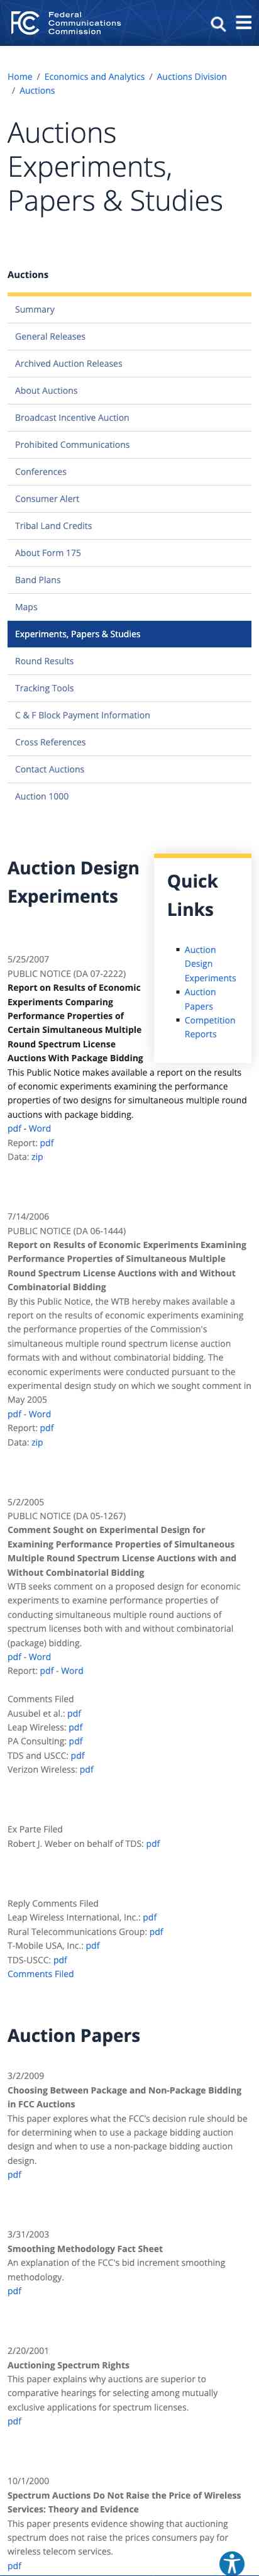 FC Federal
Communications
Commission
Home / Economics and Analytics / Auctions Division
/ Auctions
Auctions
Experiments,
Papers & Studies
Auctions
Summary
General Releases
Archived Auction Releases
About Auctions
Broadcast Incentive Auction
Prohibited Communications
Conferences
Consumer Alert
Tribal Land Credits
About Form 175
Band Plans
Maps
Experiments, Papers & Studies
Round Results
Tracking Tools
C & F Block Payment Information
Cross References
Contact Auctions
Auction 1000
Auction Design
Experiments
Quick
Links
▪ Auction
Design
Experiments
▪ Auction
Papers
▪ Competition
Reports
5/25/2007
PUBLIC NOTICE (DA 07-2222)
Report on Results of Economic
Experiments Comparing
Performance Properties of
Certain Simultaneous Multiple
Round Spectrum License
Auctions With Package Bidding
This Public Notice makes available a report on the results
of economic experiments examining the performance
properties of two designs for simultaneous multiple round
auctions with package bidding.
pdf - Word
Report: pdf
Data: zip
7/14/2006
PUBLIC NOTICE (DA 06-1444)
Report on Results of Economic Experiments Examining
Performance Properties of Simultaneous Multiple
Round Spectrum License Auctions with and Without
Combinatorial Bidding
By this Public Notice, the WTB hereby makes available a
report on the results of economic experiments examining
the performance properties of the Commission's
simultaneous multiple round spectrum license auction
formats with and without combinatorial bidding. The
economic experiments were conducted pursuant to the
experimental design study on which we sought comment in
May 2005
pdf - Word
Report: pdf
Data: zip
5/2/2005
PUBLIC NOTICE (DA 05-1267)
Comment Sought on Experimental Design for
Examining Performance Properties of Simultaneous
Multiple Round Spectrum License Auctions with and
Without Combinatorial Bidding
WTB seeks comment on a proposed design for economic
experiments to examine performance properties of
conducting simultaneous multiple round auctions of
spectrum licenses both with and without combinatorial
(package) bidding.
pdf - Word
Report: pdf - Word
Comments Filed
Ausubel et al.: pdf
Leap Wireless: pdf
PA Consulting: pdf
TDS and USCC: pdf
Verizon Wireless: pdf
Ex Parte Filed
Robert J. Weber on behalf of TDS: pdf
Reply Comments Filed
Leap Wireless International, Inc.: pdf
Rural Telecommunications Group: pdf
T-Mobile USA, Inc.: pdf
TDS-USCC: pdf
Comments Filed
Auction Papers
3/2/2009
Choosing Between Package and Non-Package Bidding
in FCC Auctions
This paper explores what the FCC's decision rule should be
for determining when to use a package bidding auction
design and when to use a non-package bidding auction
design.
pdf
3/31/2003
Smoothing Methodology Fact Sheet
An explanation of the FCC's bid increment smoothing
methodology.
pdf
2/20/2001
Auctioning Spectrum Rights
This paper explains why auctions are superior to
comparative hearings for selecting among mutually
exclusive applications for spectrum licenses.
pdf
10/1/2000
Spectrum Auctions Do Not Raise the Price of Wireless
Services: Theory and Evidence
This paper presents evidence showing that auctioning
spectrum does not raise the prices consumers pay for
wireless telecom services.
pdf